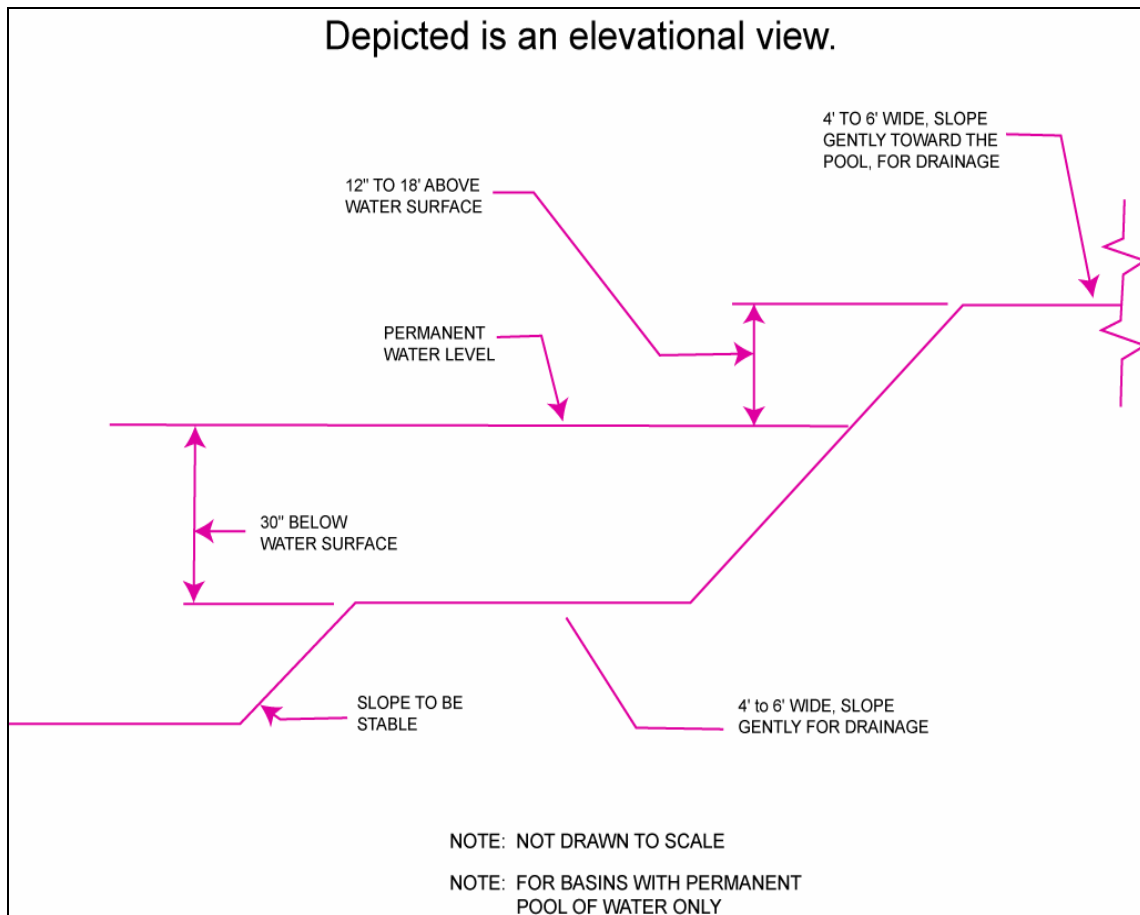 Depicted is an elevational view.
4' TO 6' WIDE, SLOPE
GENTLY TOWARD THE
POOL, FOR DRAINAGE
12" TO 18' ABOVE
WATER SURFACE
PERMANENT
WATER LEVEL
30" BELOW
WATER SURFACE
SLOPE TO BE
STABLE
4' to 6' WIDE, SLOPE
GENTLY FOR DRAINAGE
NOTE: NOT DRAWN TO SCALE
NOTE: FOR BASINS WITH PERMANENT
POOL OF WATER ONLY